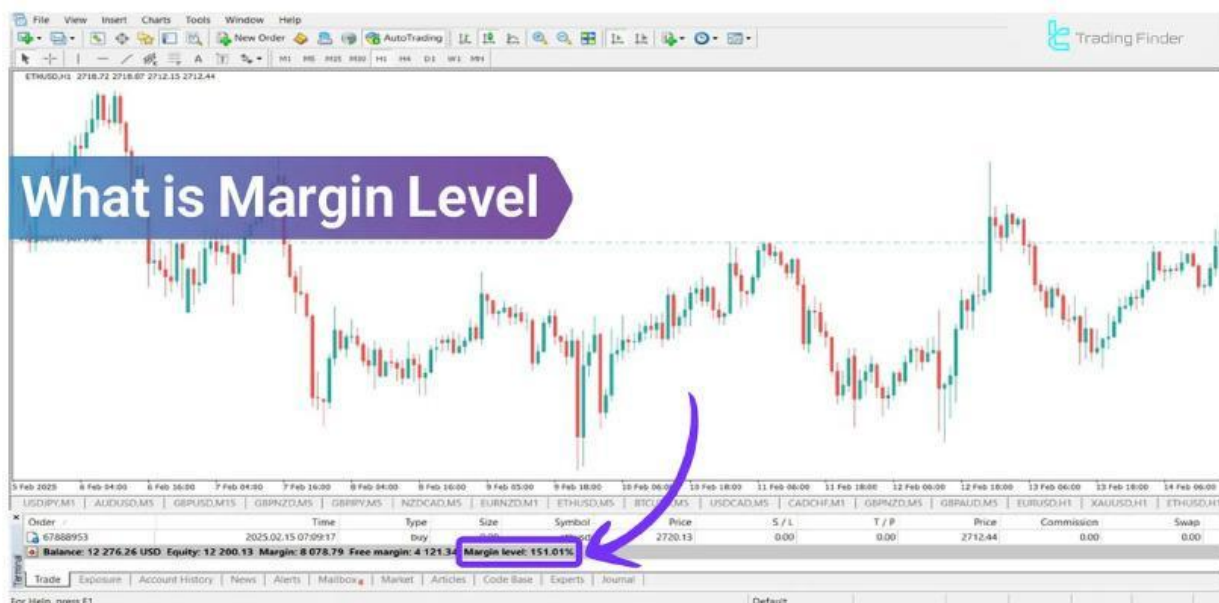 File View Insert Charts Tools Window Help
New Order AutoTrading
Trading Finder
A T M1 M5 M15 M30 H1 H4 D1 W1 MN
ETHUSD,H1 2718.72 2718.87 2712.15 2712.44
What is Margin Level
5 Feb 2025 6 Feb 04:00 6 Feb 16:00 7 Feb 04:00 7 Feb 16:00 8 Feb 04:00 8 Feb 16:00 9 Feb 05:00 9 Feb 18:00 10 Feb 06:00 10 Feb 18:00 11 Feb 06:00 11 Feb 18:00 12 Feb 06:00 12 Feb 18:00 13 Feb 06:00 13 Feb 18:00 14 Feb 06:00
USDJPY,M1 AUDUSD,M5 GBPUSD,M15 GBPNZD,M5 GBPJPY,M5 NZDCAD,M5 EURNZD,M1 ETHUSD,M5 USDCAD,M5 CADCHF,M1 GBPNZD,M5 GBPAUD,M5 EURUSD,H1 XAUUSD,H1 ETHUSD,H1
Order / Time Type Size Symbol Price S / L T / P Price Commission Swap
67888953 2025.02.15 07:09:17 buy 2720.13 0.00 0.00 2712.44 0.00 0.00
Balance: 12 276.26 USD Equity: 12 200.13 Margin: 8 078.79 Free margin: 4 121.34 Margin level: 151.01%
Terminal
Trade Exposure Account History News Alerts Mailbox Market Articles Code Base Experts Journal
For Help, press F1 Default